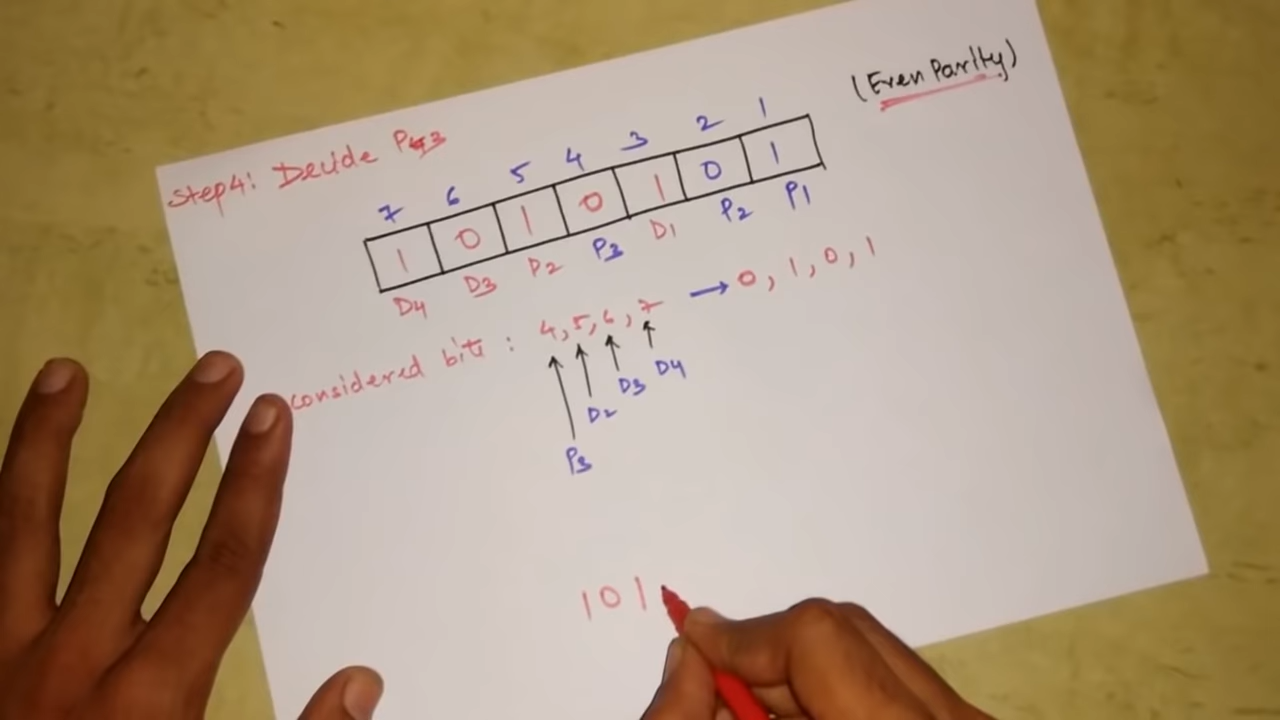 (Even Parity)
Step4: Decide P3
7 6 5 4 3 2 1
1 0 1 0 1 0 1
D4 D3 D2 P3 D1 P2 P1
considered bit : 4,5,6,7 → 0,1,0,1
D3 D4
D2
P3
101